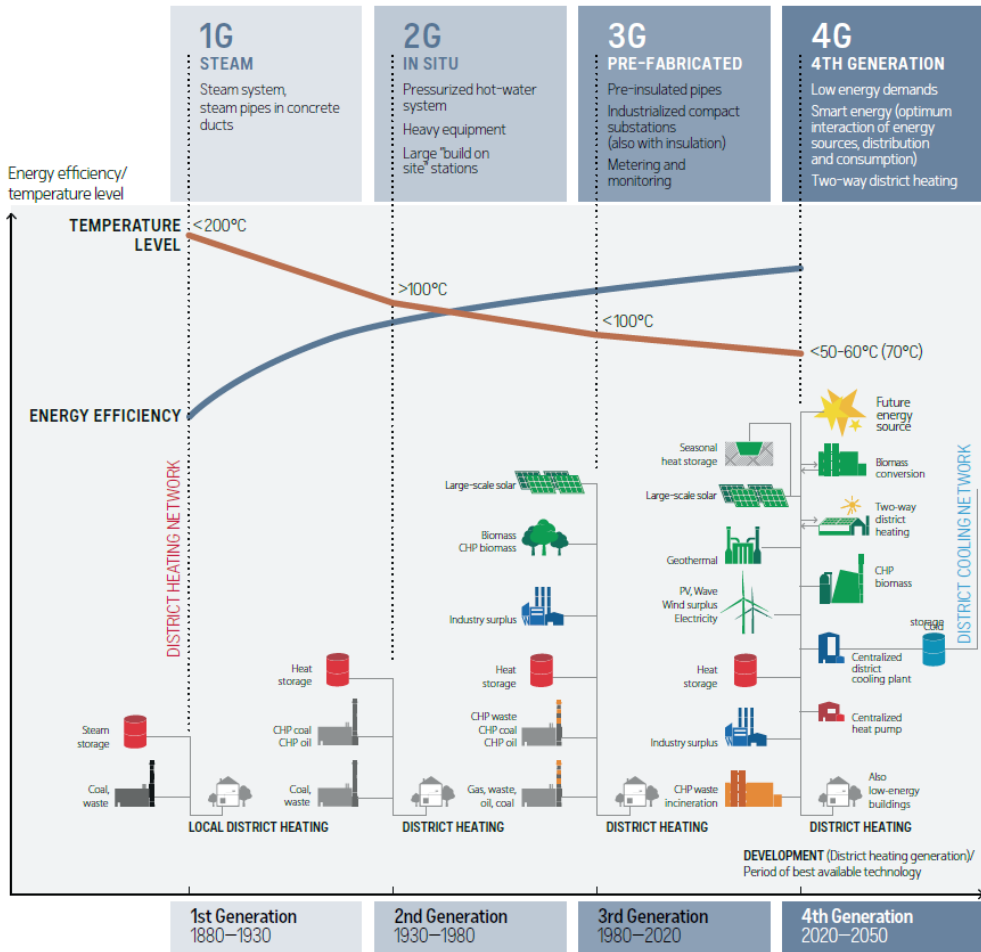 1G
STEAM
Steam system,
steam pipes in concrete
ducts
2G
IN SITU
Pressurized hot-water
system
Heavy equipment
Large "build on
site" stations
3G
PRE-FABRICATED
Pre-insulated pipes
Industrialized compact
substations
(also with insulation)
Metering and
monitoring
4G
4TH GENERATION
Low energy demands
Smart energy (optimum
interaction of energy
sources, distribution
and consumption)
Two-way district heating
Energy efficiency/
temperature level
TEMPERATURE
LEVEL
<200°C
>100°C
<100°C
<50-60°C (70°C)
ENERGY EFFICIENCY
DISTRICT HEATING NETWORK
Steam
storage
Coal,
waste
LOCAL DISTRICT HEATING
Heat
storage
CHP coal
CHP oil
Coal,
waste
DISTRICT HEATING
Large-scale solar
Biomass
CHP biomass
Industry surplus
Heat
storage
CHP waste
CHP coal
CHP oil
Gas, waste,
oil, coal
DISTRICT HEATING
Seasonal
heat storage
Large-scale solar
Geothermal
PV, Wave
Wind surplus
Electricity
Heat
storage
Industry surplus
CHP waste
incineration
Future
energy
source
Biomass
conversion
Two-way
district
heating
CHP
biomass
storage
Cold
Centralized
district
cooling plant
Centralized
heat pump
Also
low-energy
buildings
DISTRICT HEATING
DISTRICT COOLING NETWORK
DEVELOPMENT (District heating generation)/
Period of best available technology
1st Generation
1880–1930
2nd Generation
1930–1980
3rd Generation
1980–2020
4th Generation
2020–2050